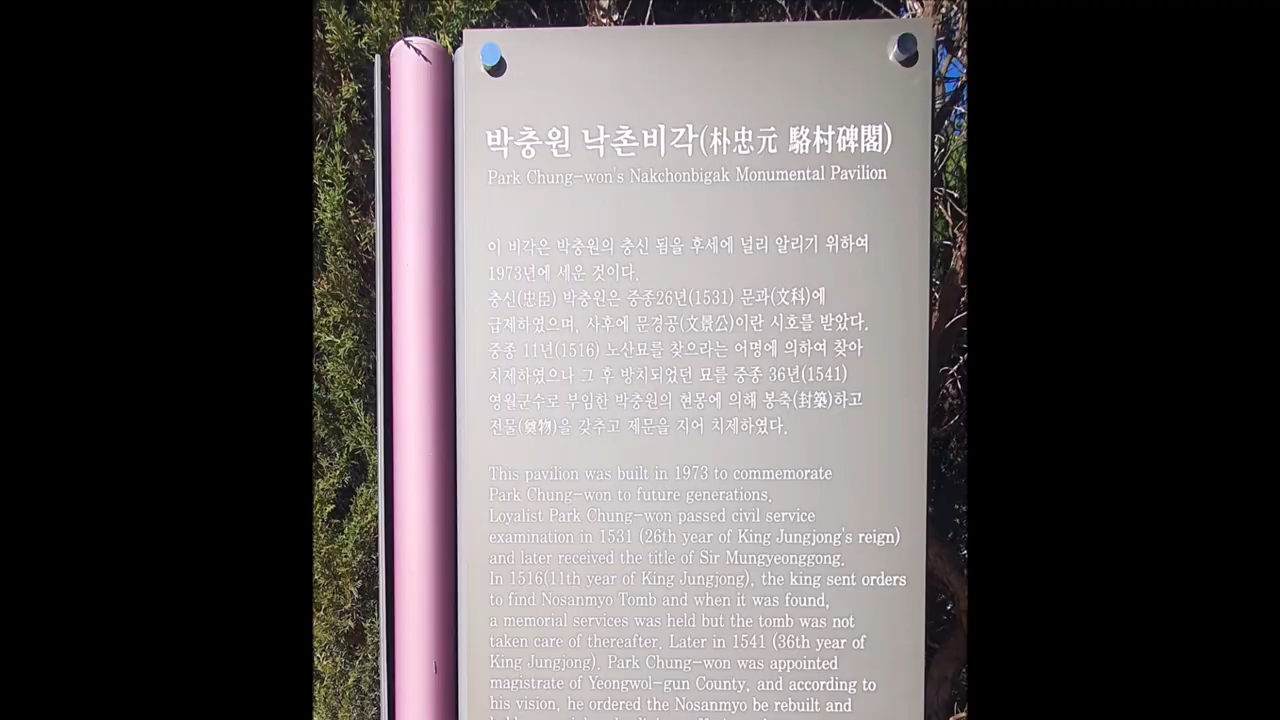 박충원 낙촌비각(朴忠元 駱村碑閣)
Park Chung-won's Nakchonbigak Monumental Pavilion
이 비각은 박충원의 충신 됨을 후세에 널리 알리기 위하여
1973년에 세운 것이다.
충신(忠臣) 박충원은 중종26년(1531) 문과(文科)에
급제하였으며, 사후에 문경공(文景公)이란 시호를 받았다.
중종 11년(1516) 노산묘를 찾으라는 어명에 의하여 찾아
치제하였으나 그 후 방치되었던 묘를 중종 36년(1541)
영월군수로 부임한 박충원의 현몽에 의해 봉축(封築)하고
전물(奠物)을 갖추고 제문을 지어 치제하였다.
This pavilion was built in 1973 to commemorate
Park Chung-won to future generations.
Loyalist Park Chung-won passed civil service
examination in 1531 (26th year of King Jungjong's reign)
and later received the title of Sir Mungyeonggong.
In 1516(11th year of King Jungjong), the king sent orders
to find Nosanmyo Tomb and when it was found,
a memorial services was held but the tomb was not
taken care of thereafter. Later in 1541 (36th year of
King Jungjong), Park Chung-won was appointed
magistrate of Yeongwol-gun County, and according to
his vision, he ordered the Nosanmyo be rebuilt and